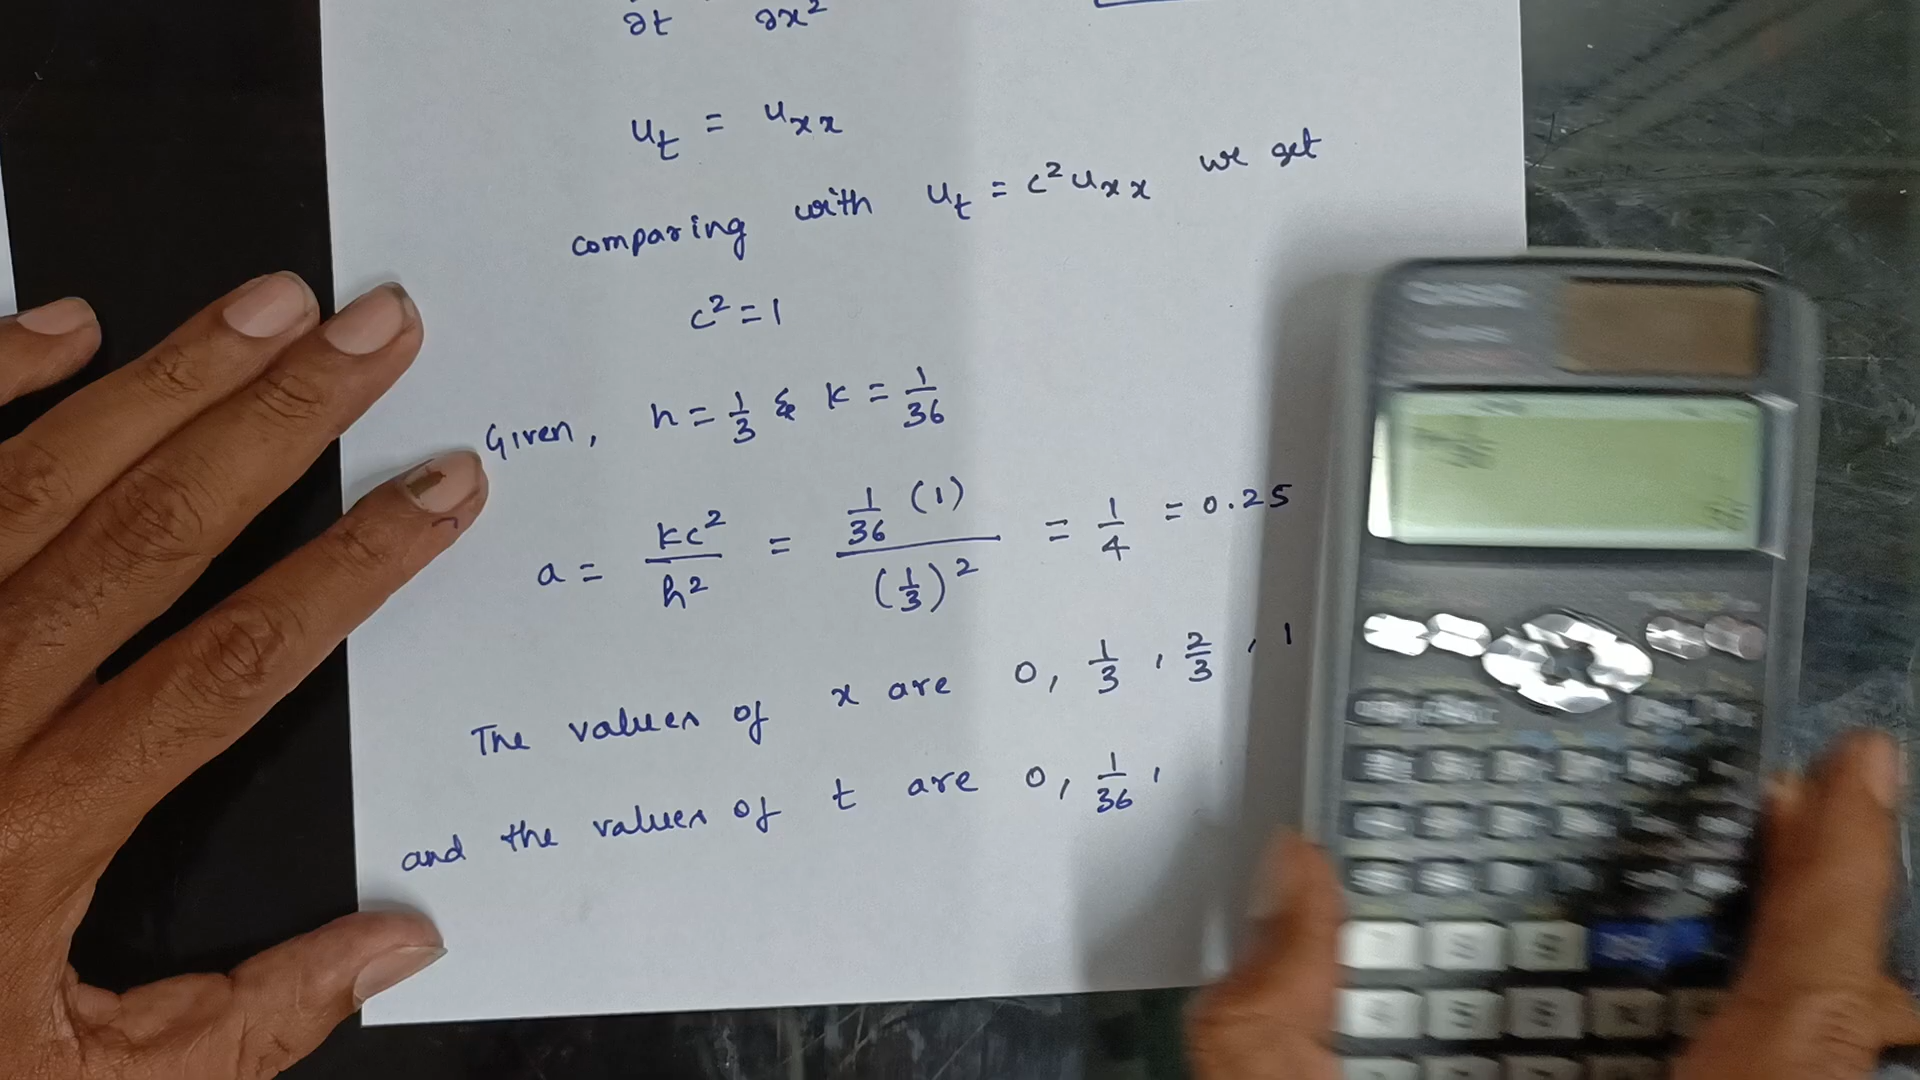 ∂t ∂x²
u_t = u_xx
comparing with u_t = c² u_xx we get
c² = 1
Given, h = 1/3 & k = 1/36
a = kc²/h² = (1/36 (1))/(1/3)² = 1/4 = 0.25
The values of x are 0, 1/3, 2/3, 1
and the values of t are 0, 1/36,